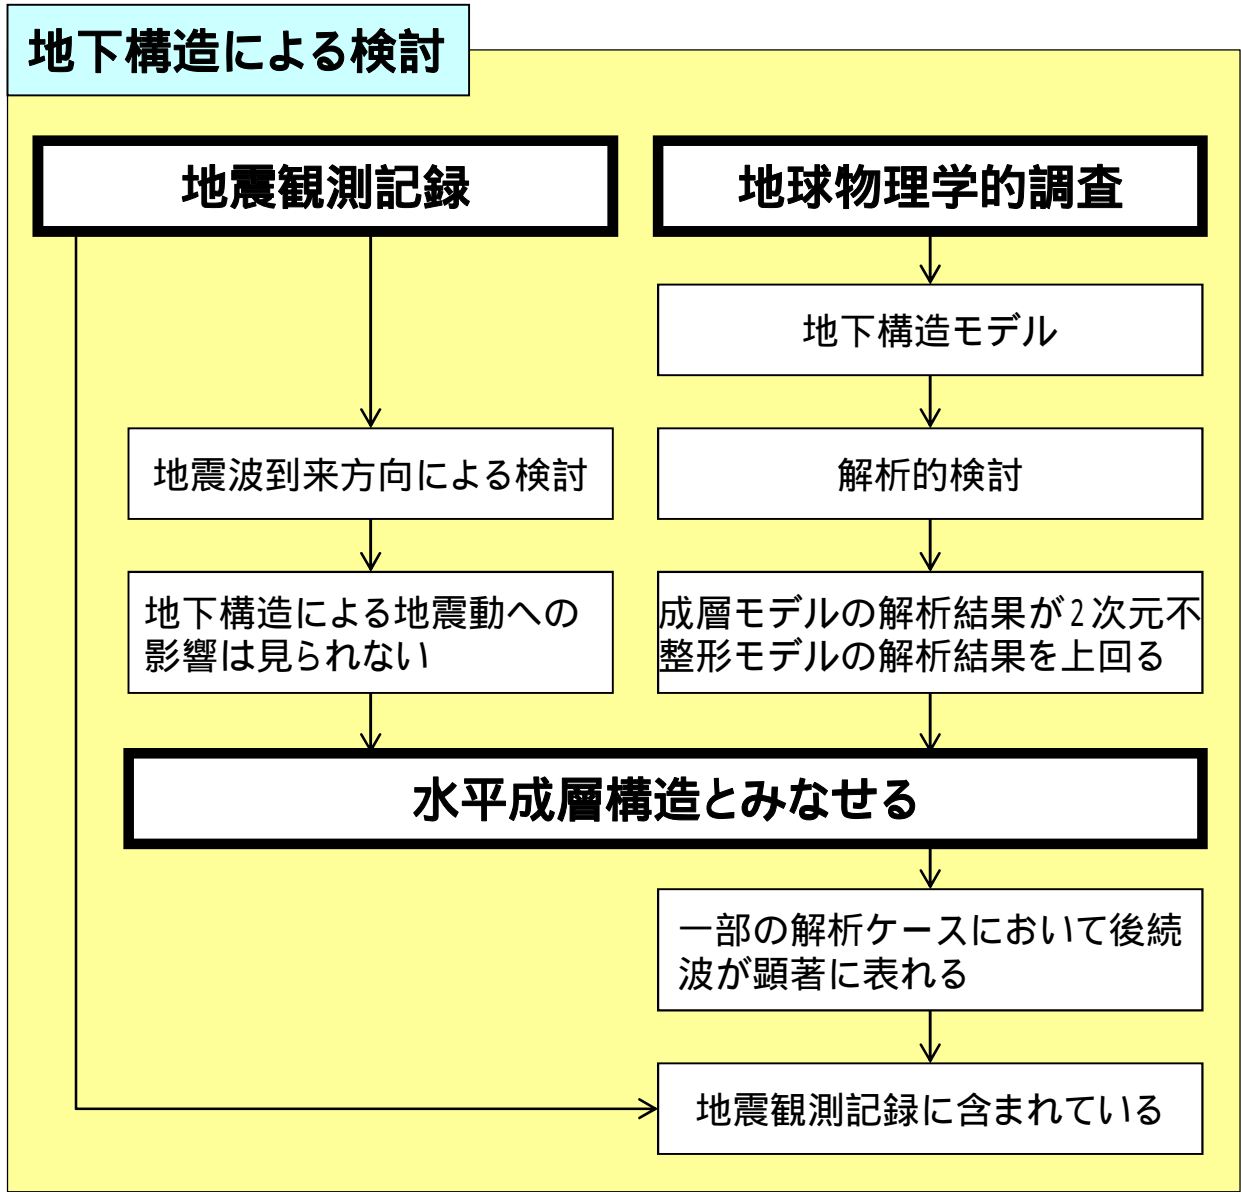 地下構造による検討
地震観測記録
地球物理学的調査
地下構造モデル
地震波到来方向による検討
解析的検討
地下構造による地震動への
影響は見られない
成層モデルの解析結果が2次元不
整形モデルの解析結果を上回る
水平成層構造とみなせる
一部の解析ケースにおいて後続
波が顕著に表れる
地震観測記録に含まれている